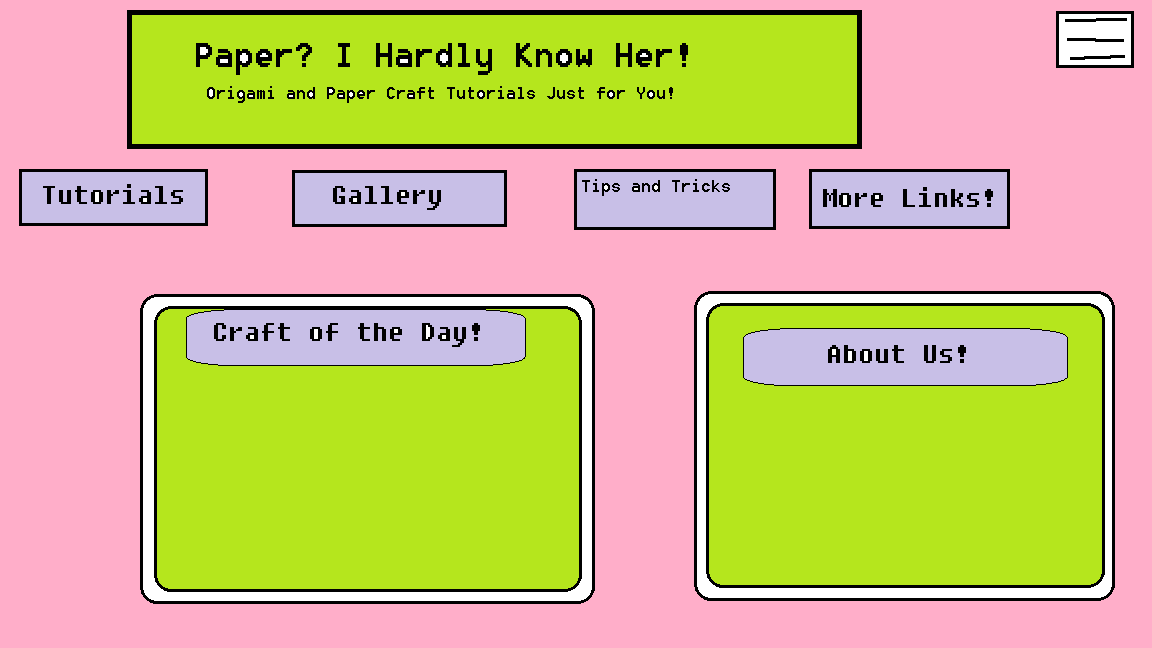 Paper? I Hardly Know Her!
Origami and Paper Craft Tutorials Just for You!
Tutorials
Gallery
Tips and Tricks
More Links!
Craft of the Day!
About Us!